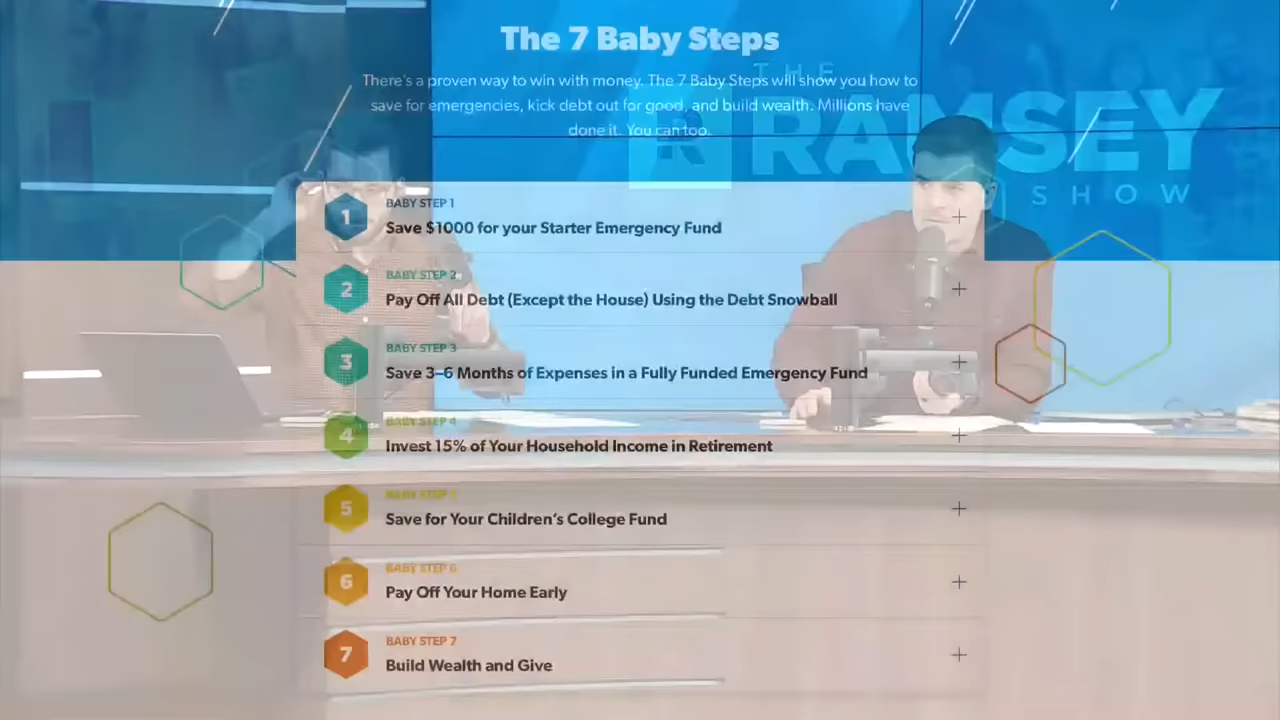 The 7 Baby Steps
There's a proven way to win with money. The 7 Baby Steps will show you how to
save for emergencies, kick debt out for good, and build wealth. Millions have
done it. You can too.
THE
RAMSEY
SHOW
1
BABY STEP 1
Save $1000 for your Starter Emergency Fund
+
2
BABY STEP 2
Pay Off All Debt (Except the House) Using the Debt Snowball
+
3
BABY STEP 3
Save 3–6 Months of Expenses in a Fully Funded Emergency Fund
+
4
BABY STEP 4
Invest 15% of Your Household Income in Retirement
+
5
BABY STEP 5
Save for Your Children's College Fund
+
6
BABY STEP 6
Pay Off Your Home Early
+
7
BABY STEP 7
Build Wealth and Give
+